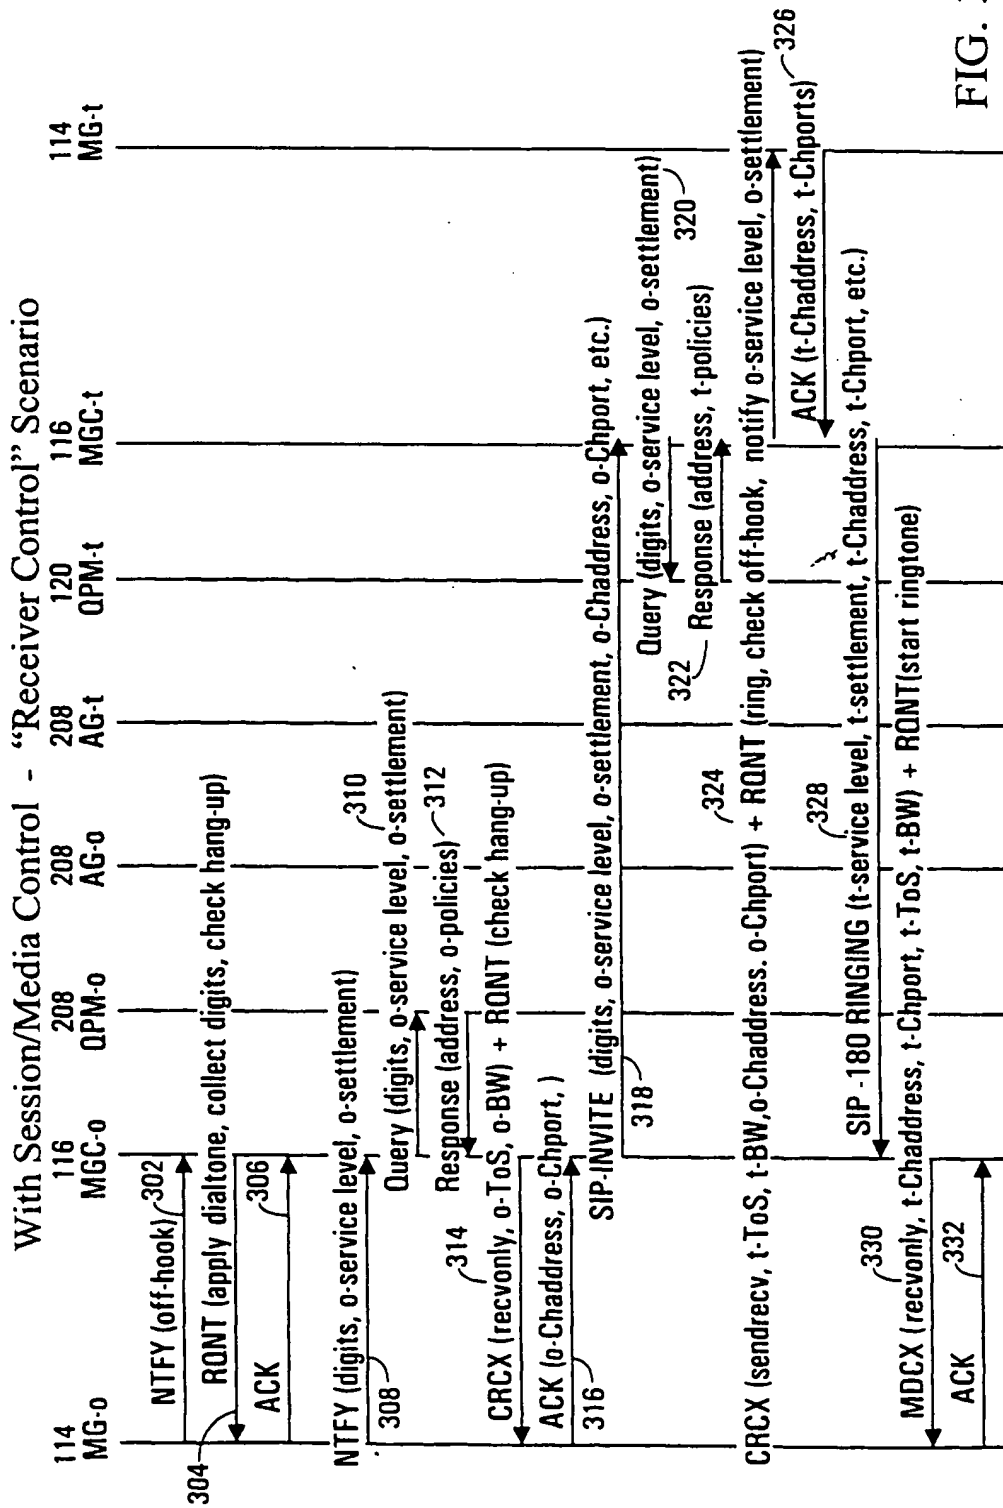 With Session/Media Control - "Receiver Control" Scenario
114 116 208 208 208 120 116 114
MG-o MGC-o QPM-o AG-o AG-t QPM-t MGC-t MG-t
NTFY (off-hook) 302
304 RQNT (apply dialtone, collect digits, check hang-up)
ACK 306
NTFY (digits, o-service level, o-settlement)
308
Query (digits, o-service level, o-settlement) 310
Response (address, o-policies) 312
CRCX (recvonly, o-ToS, o-BW) + RQNT (check hang-up)
314
ACK (o-Chaddress, o-Chport, )
316
SIP-INVITE (digits, o-service level, o-settlement, o-Chaddress, o-Chport, etc.)
318
Query (digits, o-service level, o-settlement)
320
322 Response (address, t-policies)
CRCX (sendrecv, t-ToS, t-BW,o-Chaddress. o-Chport) + RQNT (ring, check off-hook, notify o-service level, o-settlement)
324
ACK (t-Chaddress, t-Chports) 326
SIP -180 RINGING (t-service level, t-settlement, t-Chaddress, t-Chport, etc.)
328
MDCX (recvonly, t-Chaddress, t-Chport, t-ToS, t-BW) + RQNT(start ringtone)
330
ACK 332
FIG.